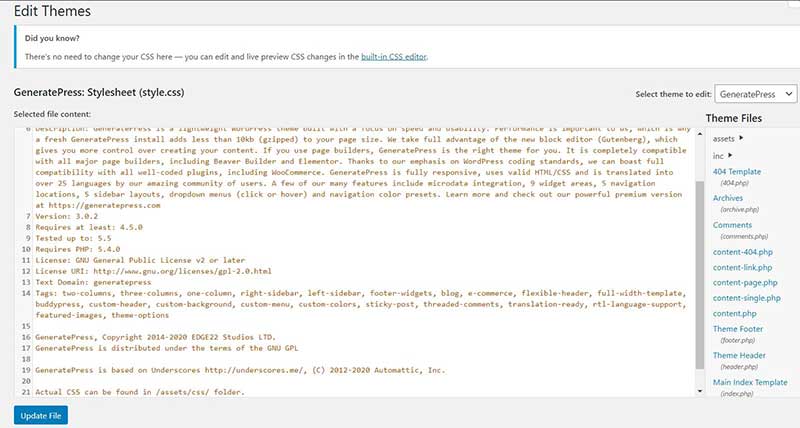 Edit Themes
Did you know?
There's no need to change your CSS here — you can edit and live preview CSS changes in the built-in CSS editor.
GeneratePress: Stylesheet (style.css)
Select theme to edit: GeneratePress
Selected file content:
6 Description: GeneratePress is a lightweight WordPress theme built with a focus on speed and usability. Performance is important to us, which is why
a fresh GeneratePress install adds less than 10kb (gzipped) to your page size. We take full advantage of the new block editor (Gutenberg), which
gives you more control over creating your content. If you use page builders, GeneratePress is the right theme for you. It is completely compatible
with all major page builders, including Beaver Builder and Elementor. Thanks to our emphasis on WordPress coding standards, we can boast full
compatibility with all well-coded plugins, including WooCommerce. GeneratePress is fully responsive, uses valid HTML/CSS and is translated into
over 25 languages by our amazing community of users. A few of our many features include microdata integration, 9 widget areas, 5 navigation
locations, 5 sidebar layouts, dropdown menus (click or hover) and navigation color presets. Learn more and check out our powerful premium version
at https://generatepress.com
7 Version: 3.0.2
8 Requires at least: 4.5.0
9 Tested up to: 5.5
10 Requires PHP: 5.4.0
11 License: GNU General Public License v2 or later
12 License URI: http://www.gnu.org/licenses/gpl-2.0.html
13 Text Domain: generatepress
14 Tags: two-columns, three-columns, one-column, right-sidebar, left-sidebar, footer-widgets, blog, e-commerce, flexible-header, full-width-template,
buddypress, custom-header, custom-background, custom-menu, custom-colors, sticky-post, threaded-comments, translation-ready, rtl-language-support,
featured-images, theme-options
15
16 GeneratePress, Copyright 2014-2020 EDGE22 Studios LTD.
17 GeneratePress is distributed under the terms of the GNU GPL
18
19 GeneratePress is based on Underscores http://underscores.me/, (C) 2012-2020 Automattic, Inc.
20
21 Actual CSS can be found in /assets/css/ folder.
Update File
Theme Files
assets
inc
404 Template
(404.php)
Archives
(archive.php)
Comments
(comments.php)
content-404.php
content-link.php
content-page.php
content-single.php
content.php
Theme Footer
(footer.php)
Theme Header
(header.php)
Main Index Template
(index.php)